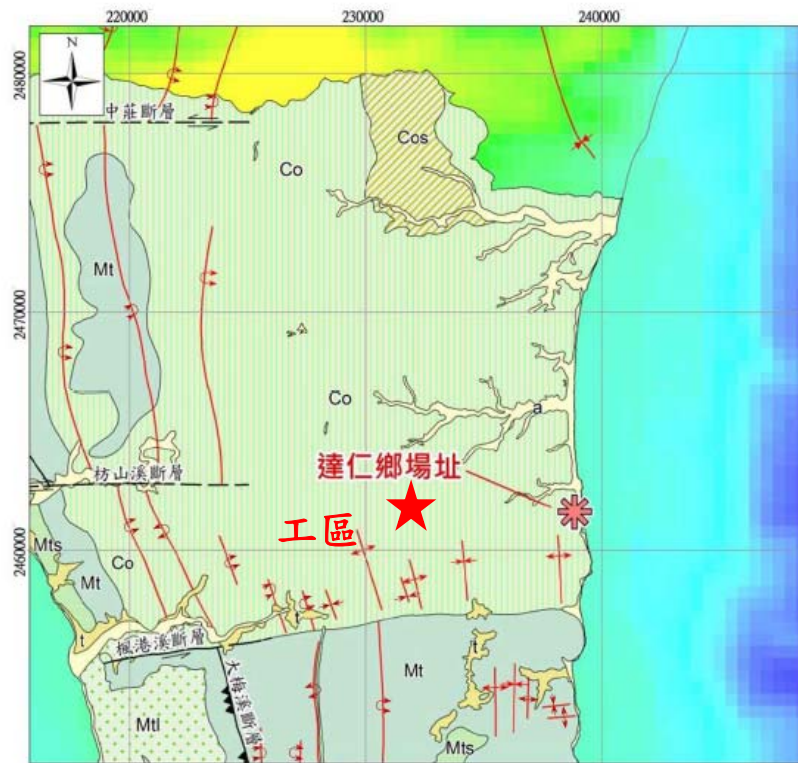 220000
230000
240000
2480000
N
中莊斷層
Cos
Co
Mt
2470000
Co
a
枋山溪斷層
達仁鄉場址
工區
2460000
Mts
Mt
Co
t
t
楓港溪斷層
t
大梅溪斷層
Mt
Mtl
Mts